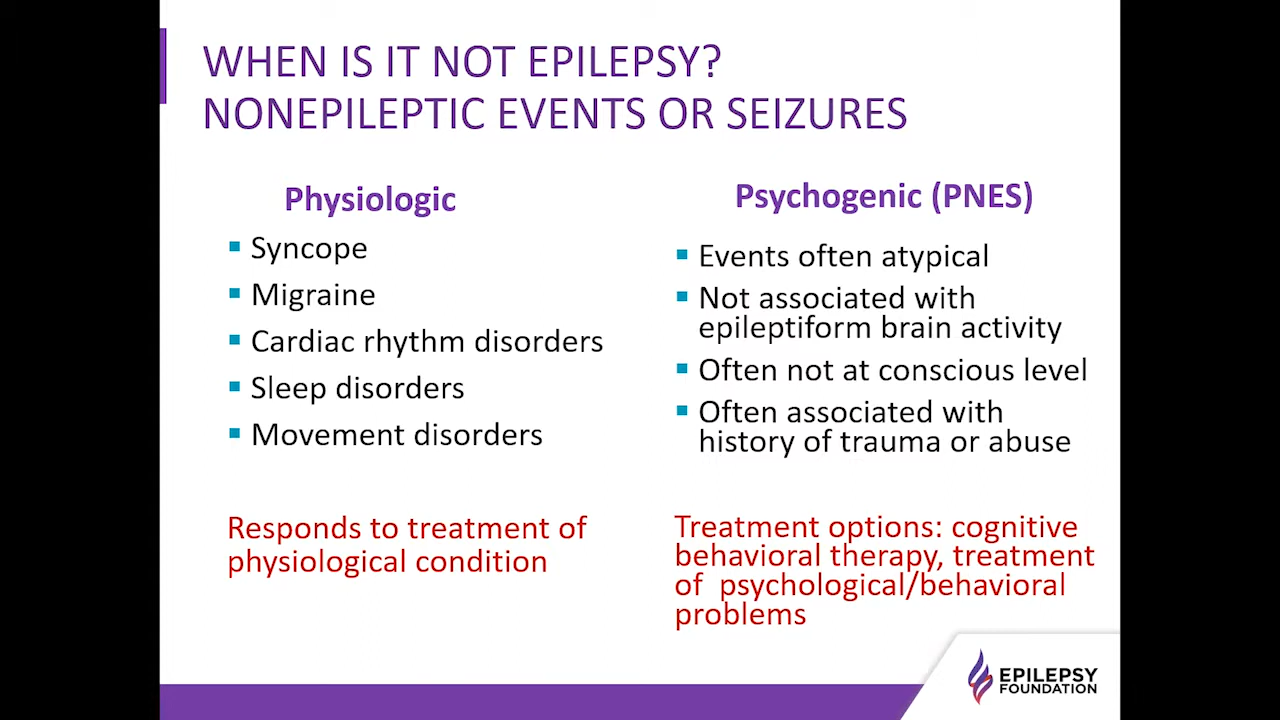 WHEN IS IT NOT EPILEPSY?
NONEPILEPTIC EVENTS OR SEIZURES
Physiologic
Syncope
Migraine
Cardiac rhythm disorders
Sleep disorders
Movement disorders
Responds to treatment of
physiological condition
Psychogenic (PNES)
Events often atypical
Not associated with
epileptiform brain activity
Often not at conscious level
Often associated with
history of trauma or abuse
Treatment options: cognitive
behavioral therapy, treatment
of psychological/behavioral
problems
EPILEPSY
FOUNDATION